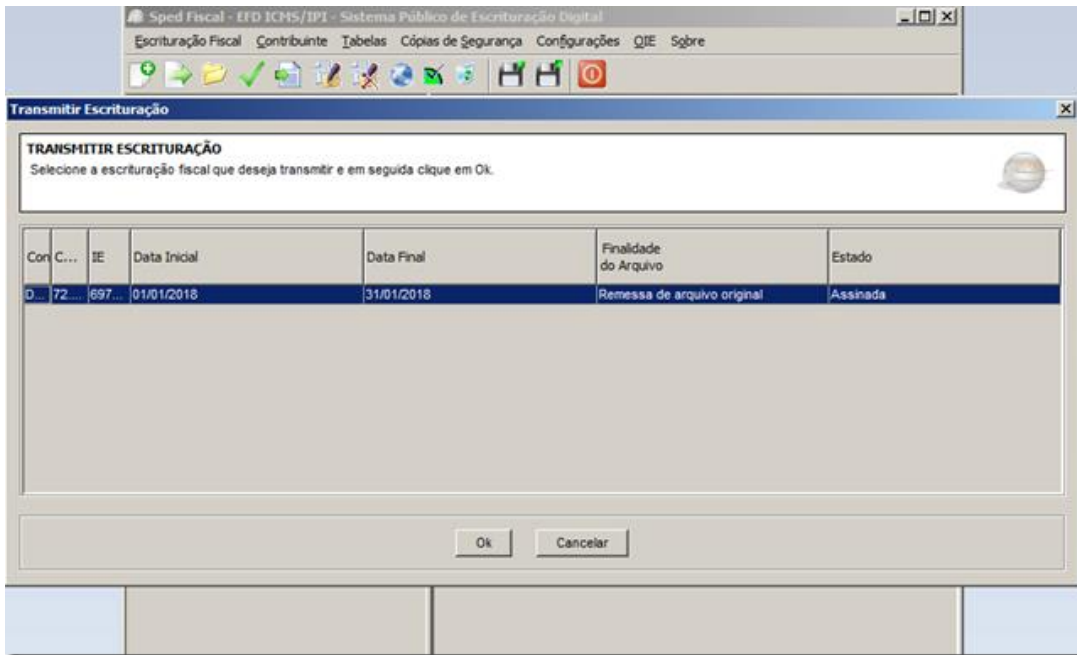 Sped Fiscal - EFD ICMS/IPI - Sistema Público de Escrituração Digital
Escrituração Fiscal Contribuinte Tabelas Cópias de Segurança Configurações QIE Sobre
Transmitir Escrituração
TRANSMITIR ESCRITURAÇÃO
Selecione a escrituração fiscal que deseja transmitir e em seguida clique em Ok.
Con C... IE Data Inicial Data Final Finalidade do Arquivo Estado
D... 72.... 697... 01/01/2018 31/01/2018 Remessa de arquivo original Assinada
Ok Cancelar